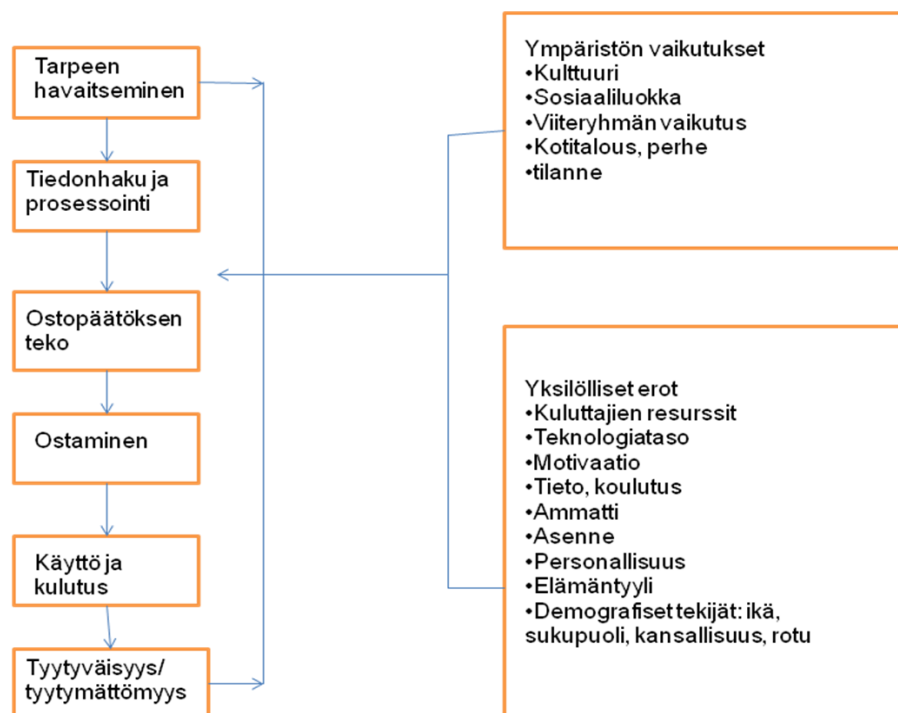 Tarpeen
havaitseminen
Tiedonhaku ja
prosessointi
Ostopäätöksen
teko
Ostaminen
Käyttö ja
kulutus
Tyytyväisyys/
tyytymättömyys
Ympäristön vaikutukset
•Kulttuuri
•Sosiaaliluokka
•Viiteryhmän vaikutus
•Kotitalous, perhe
•tilanne
Yksilölliset erot
•Kuluttajien resurssit
•Teknologiataso
•Motivaatio
•Tieto, koulutus
•Ammatti
•Asenne
•Personallisuus
•Elämäntyyli
•Demografiset tekijät: ikä,
sukupuoli, kansallisuus, rotu